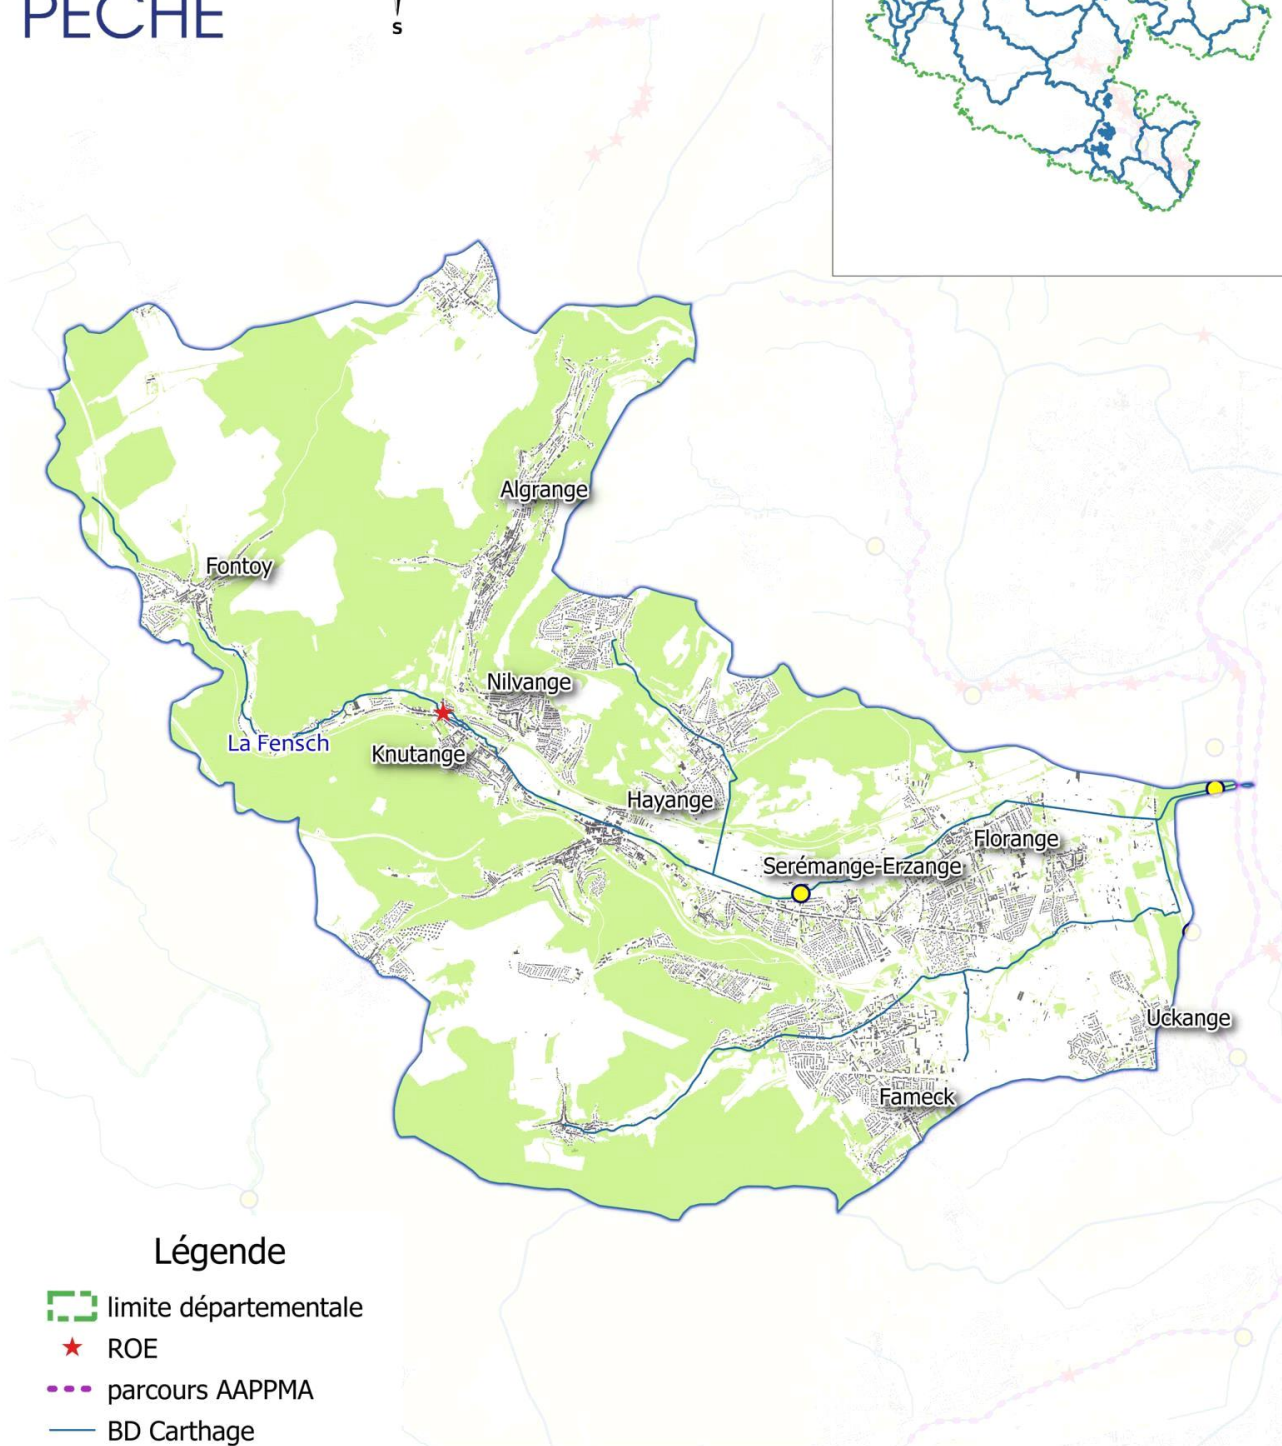 PECHE
S
Algrange
Fontoy
Nilvange
La Fensch
Knutange
Hayange
Florange
Serémange-Erzange
Uckange
Fameck
Légende
limite départementale
ROE
parcours AAPPMA
BD Carthage